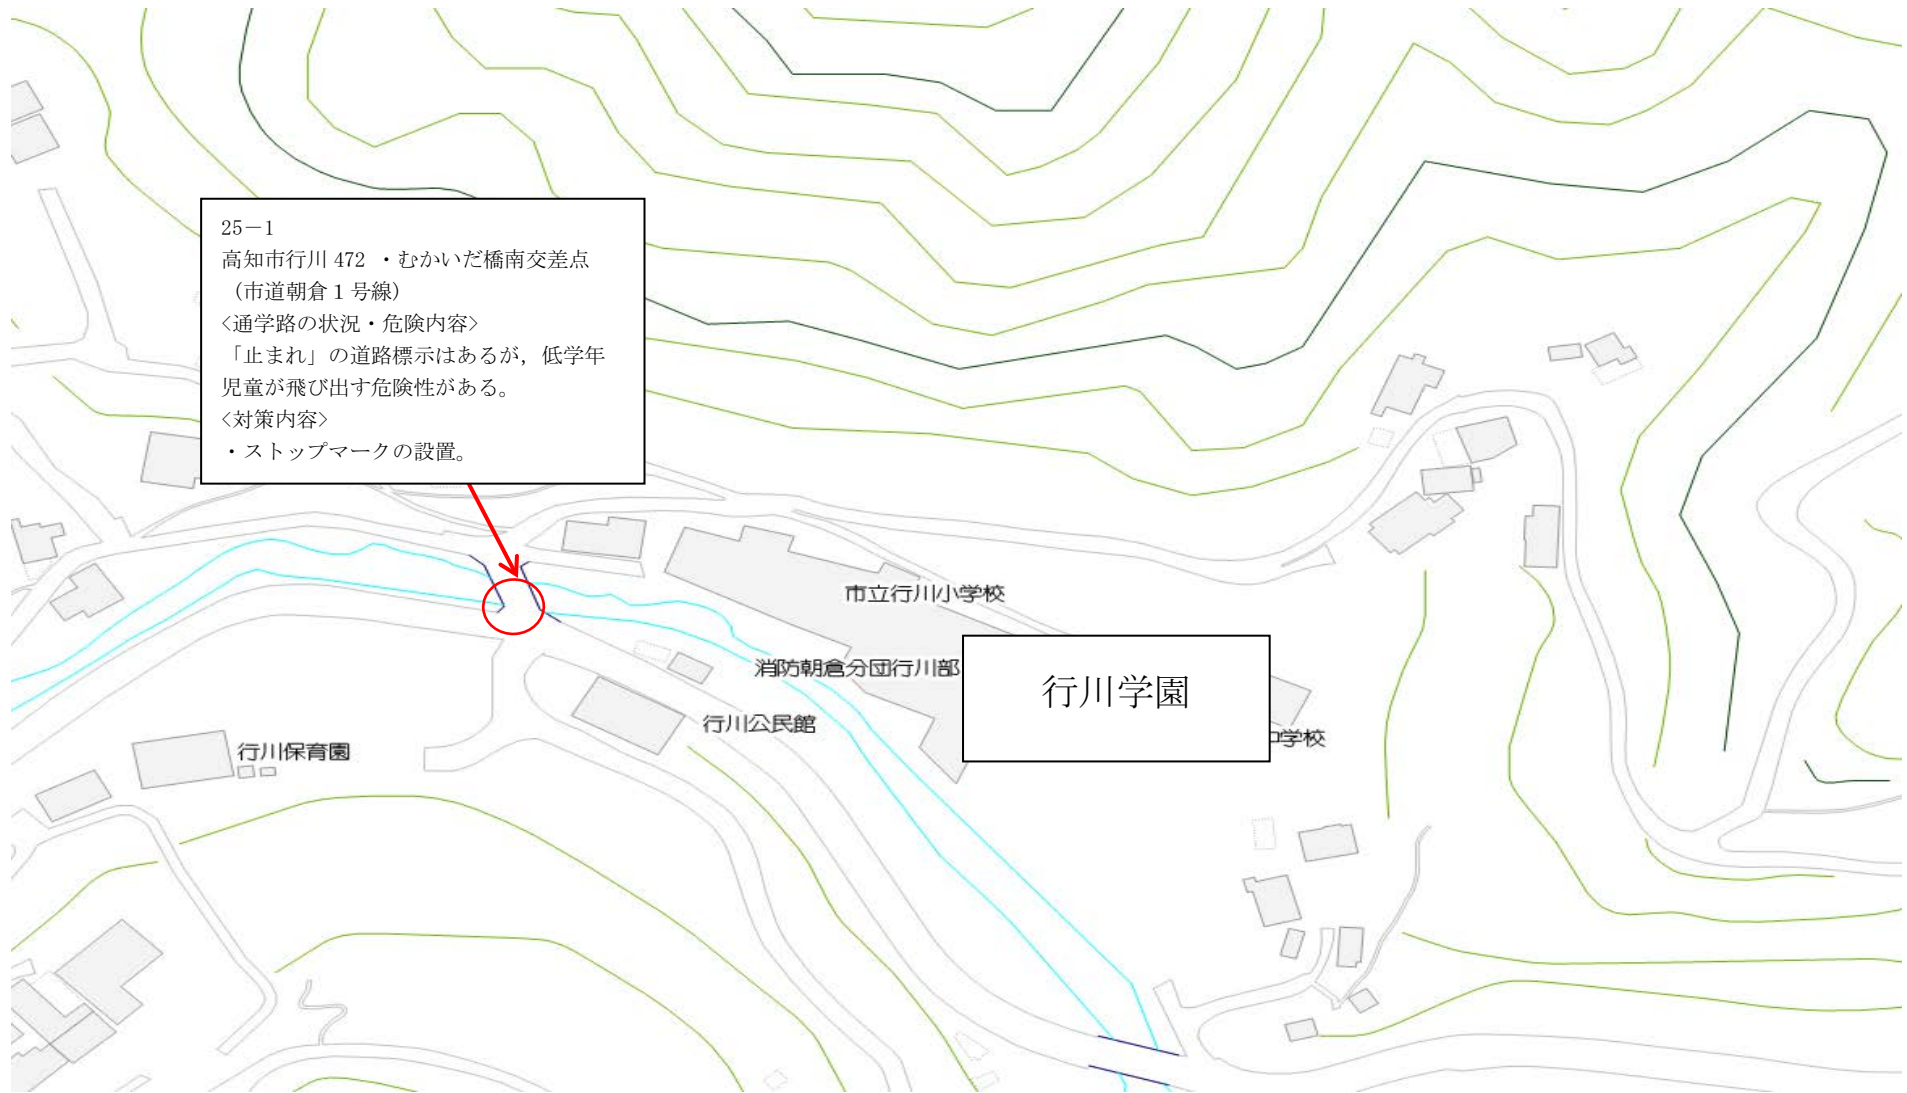 25－1
高知市行川 472 ・むかいだ橋南交差点
（市道朝倉１号線）
<通学路の状況・危険内容>
「止まれ」の道路標示はあるが，低学年
児童が飛び出す危険性がある。
<対策内容>
・ストップマークの設置。
市立行川小学校
消防朝倉分団行川部
行川学園
行川公民館
中学校
行川保育園